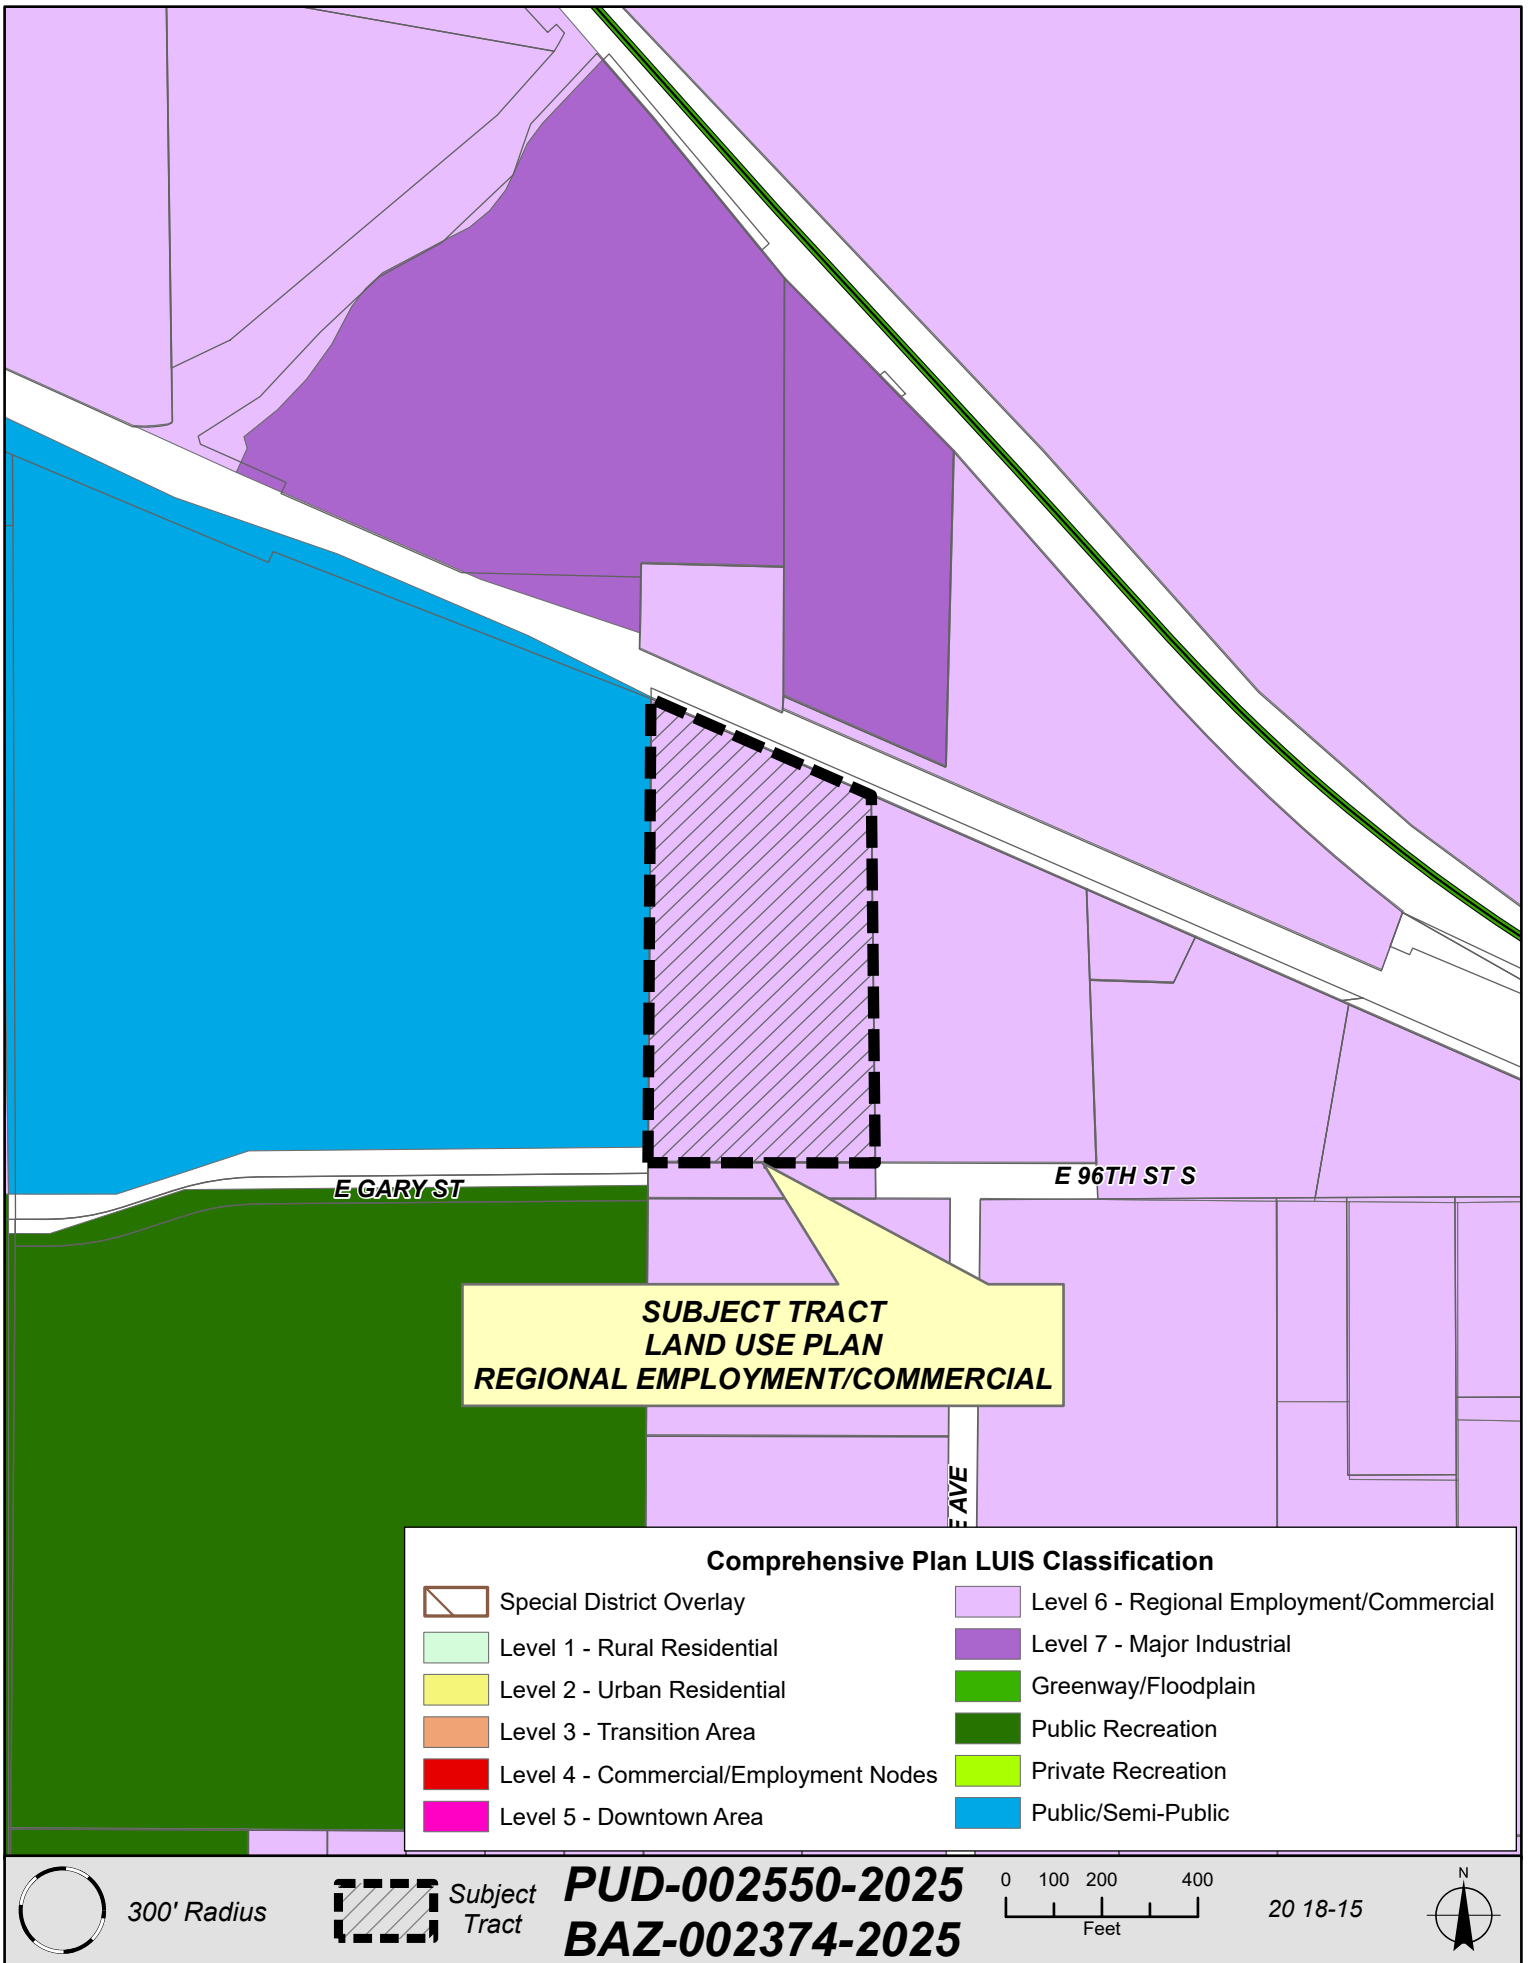 E GARY ST
E 96TH ST S
SUBJECT TRACT
LAND USE PLAN
REGIONAL EMPLOYMENT/COMMERCIAL
AVE
Comprehensive Plan LUIS Classification
Special District Overlay
Level 1 - Rural Residential
Level 2 - Urban Residential
Level 3 - Transition Area
Level 4 - Commercial/Employment Nodes
Level 5 - Downtown Area
Level 6 - Regional Employment/Commercial
Level 7 - Major Industrial
Greenway/Floodplain
Public Recreation
Private Recreation
Public/Semi-Public
300' Radius
Subject
Tract
PUD-002550-2025
BAZ-002374-2025
0 100 200 400
Feet
20 18-15
N